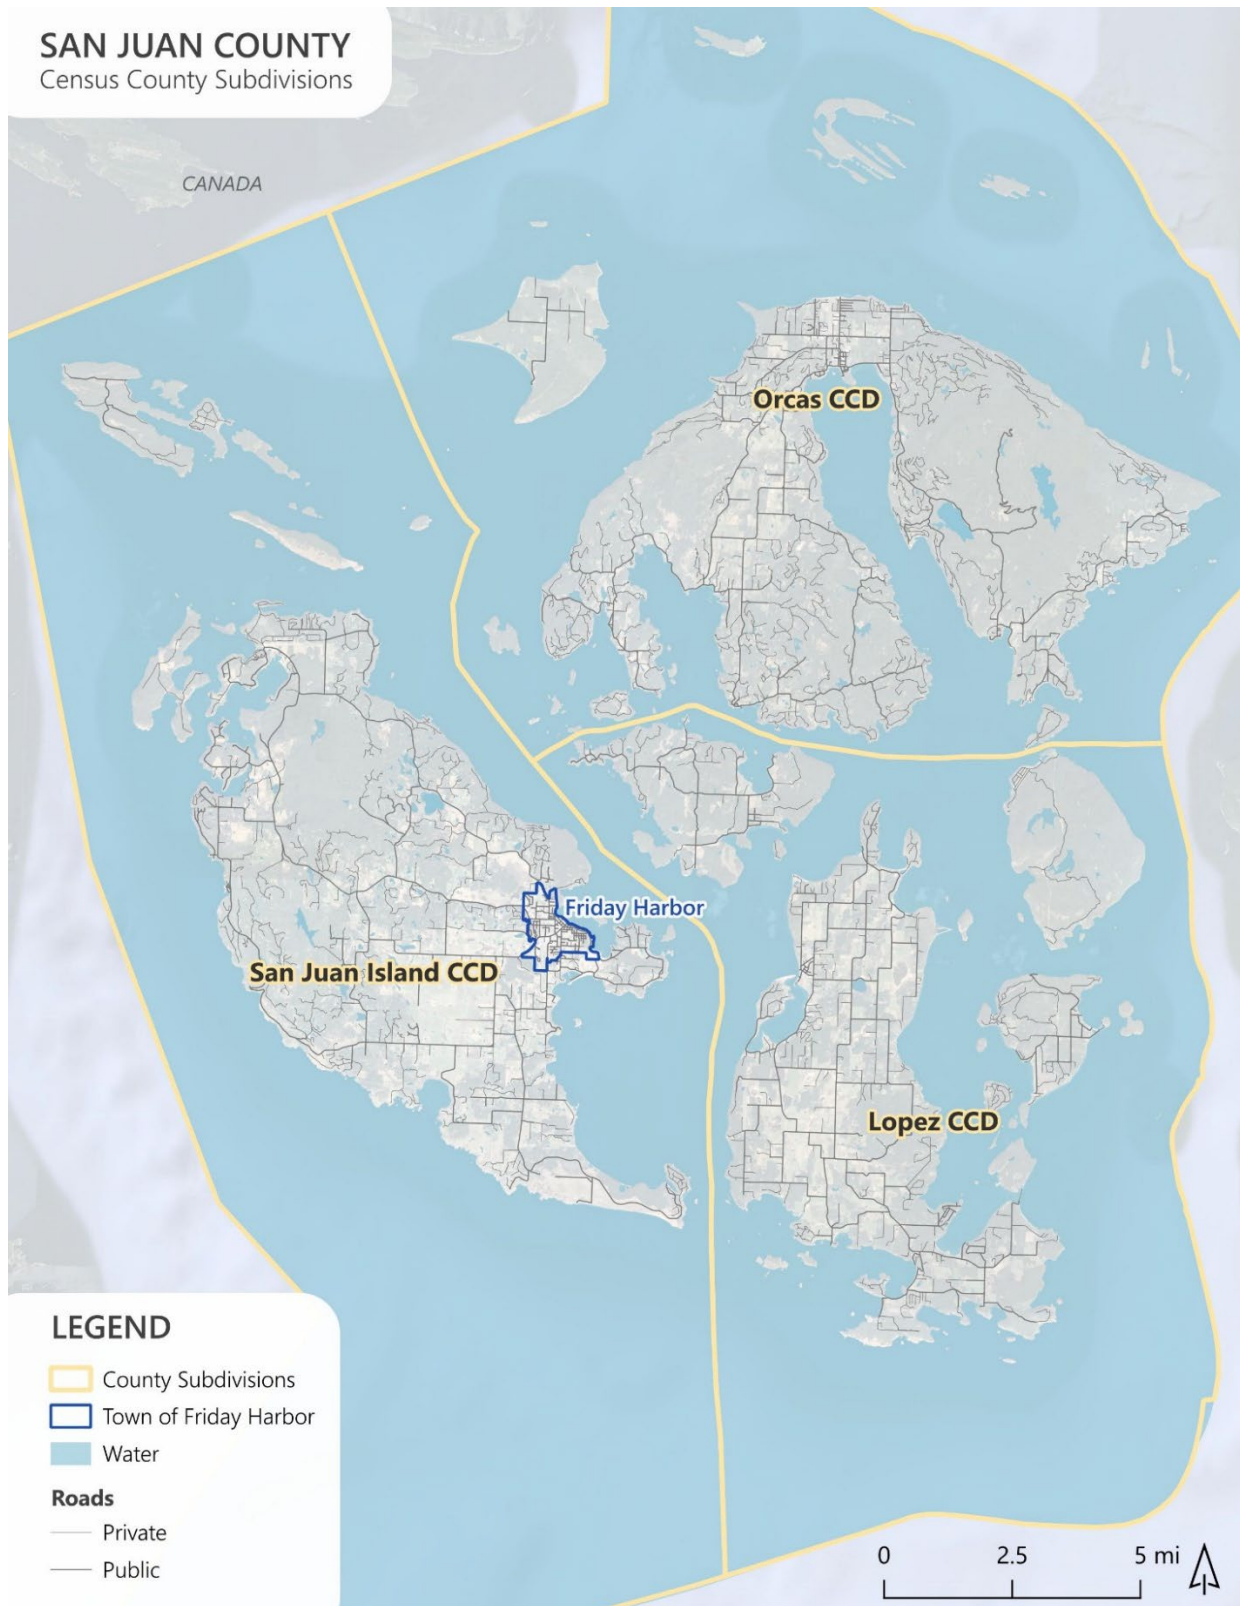 SAN JUAN COUNTY
Census County Subdivisions
CANADA
Orcas CCD
Friday Harbor
San Juan Island CCD
Lopez CCD
LEGEND
County Subdivisions
Town of Friday Harbor
Water
Roads
Private
Public
0 2.5 5 mi